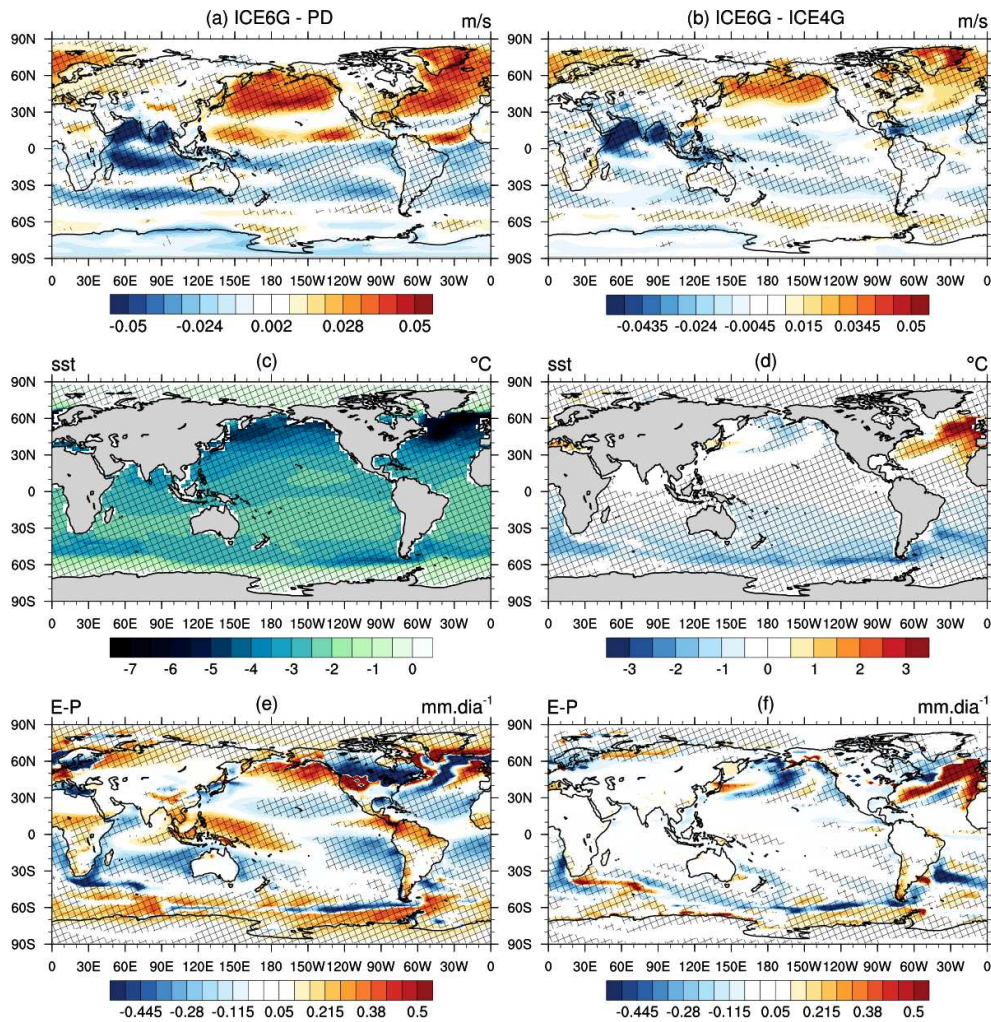 (a) ICE6G - PD m/s (b) ICE6G - ICE4G m/s
90N 90N
60N 60N
30N 30N
0 0
30S 30S
60S 60S
90S 90S
0 30E 60E 90E 120E 150E 150W 120W 90W 60W 30W 0 0 30E 60E 90E 120E 150E 150W 120W 90W 60W 30W 0
-0.05 -0.024 0.002 0.028 0.05 -0.0435 -0.024 -0.0045 0.015 0.0345 0.05
sst (c) °C (d) °C
90N 90N
60N 60N
30N 30N
0 0
30S 30S
60S 60S
90S 90S
0 30E 60E 90E 120E 150E 150W 120W 90W 60W 30W 0 0 30E 60E 90E 120E 150E 150W 120W 90W 60W 30W 0
-7 -6 -5 -4 -3 -2 -1 0 -3 -2 -1 0 1 2 3
E-P (e) mm.dia-1 E-P (f) mm.dia-1
90N 90N
60N 60N
30N 30N
0 0
30S 30S
60S 60S
90S 90S
0 30E 60E 90E 120E 150E 150W 120W 90W 60W 30W 0 0 30E 60E 90E 120E 150E 150W 120W 90W 60W 30W 0
-0.445 -0.28 -0.115 0.05 0.215 0.38 0.5 -0.445 -0.28 -0.115 0.05 0.215 0.38 0.5